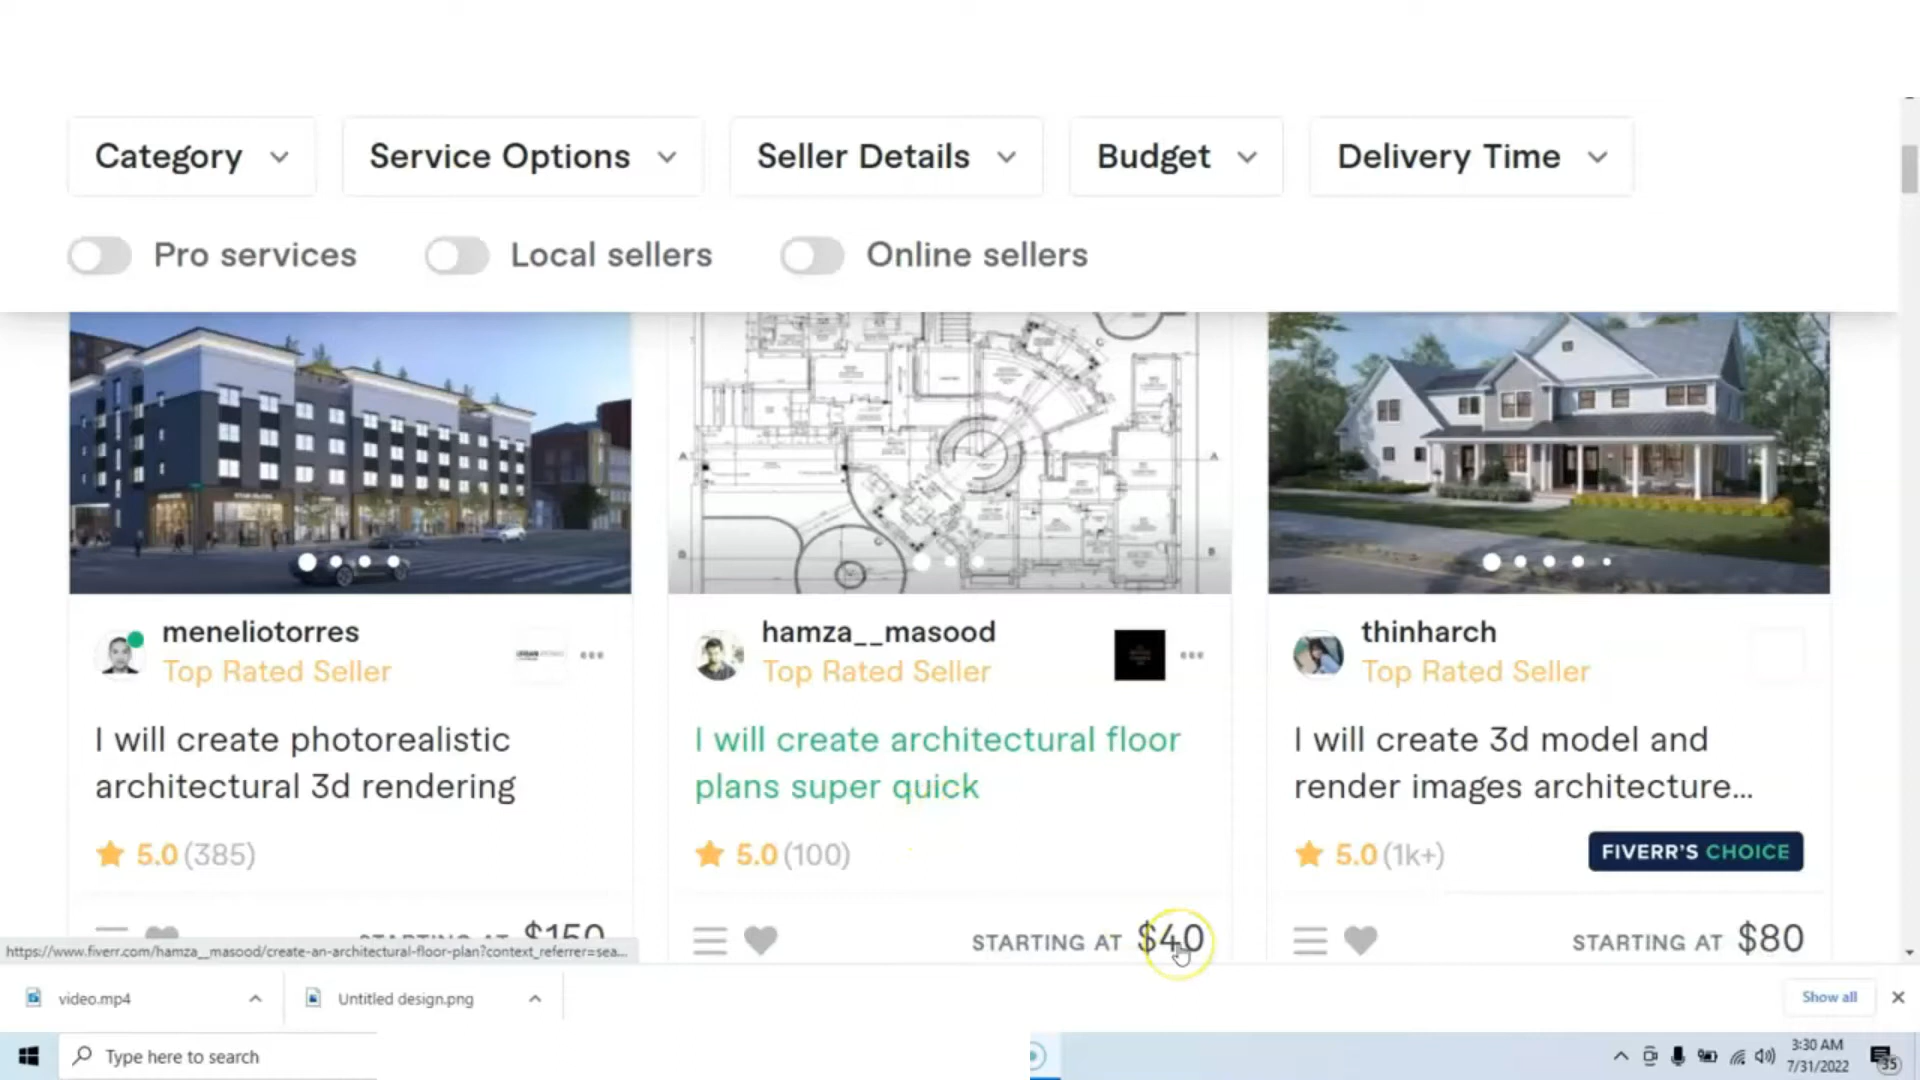 Category
Service Options
Seller Details
Budget
Delivery Time
Pro services
Local sellers
Online sellers
meneliotorres
Top Rated Seller
I will create photorealistic
architectural 3d rendering
5.0 (385)
STARTING AT $150
hamza__masood
Top Rated Seller
I will create architectural floor
plans super quick
5.0 (100)
STARTING AT $40
thinharch
Top Rated Seller
I will create 3d model and
render images architecture...
5.0 (1k+)
FIVERR'S CHOICE
STARTING AT $80
https://www.fiverr.com/hamza__masood/create-an-architectural-floor-plan?context_referrer=sea...
video.mp4
Untitled design.png
Show all
Type here to search
3:30 AM
7/31/2022
35